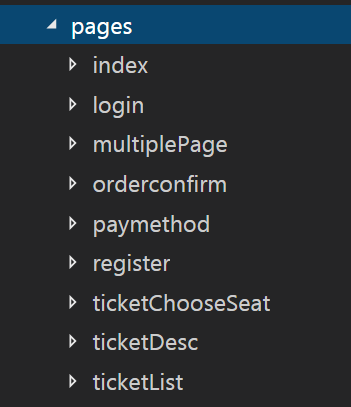 pages
index
login
multiplePage
orderconfirm
paymethod
register
ticketChooseSeat
ticketDesc
ticketList